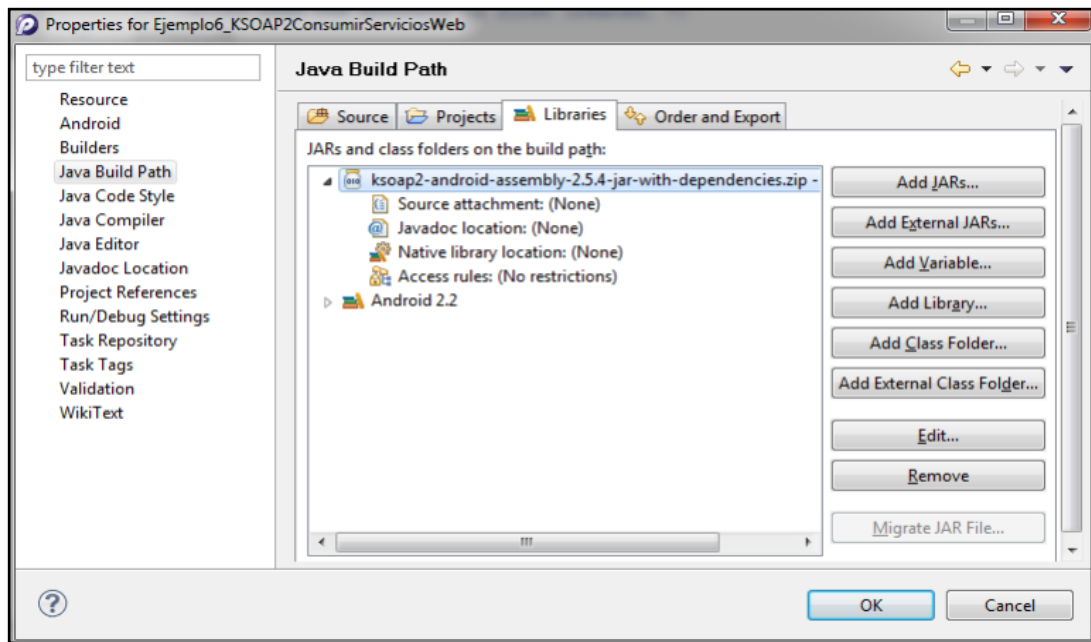 Properties for Ejemplo6_KSOAP2ConsumirServiciosWeb
type filter text
Resource
Android
Builders
Java Build Path
Java Code Style
Java Compiler
Java Editor
Javadoc Location
Project References
Run/Debug Settings
Task Repository
Task Tags
Validation
WikiText
Java Build Path
Source Projects Libraries Order and Export
JARs and class folders on the build path:
ksoap2-android-assembly-2.5.4-jar-with-dependencies.zip -
Source attachment: (None)
Javadoc location: (None)
Native library location: (None)
Access rules: (No restrictions)
Android 2.2
Add JARs...
Add External JARs...
Add Variable...
Add Library...
Add Class Folder...
Add External Class Folder...
Edit...
Remove
Migrate JAR File...
OK Cancel